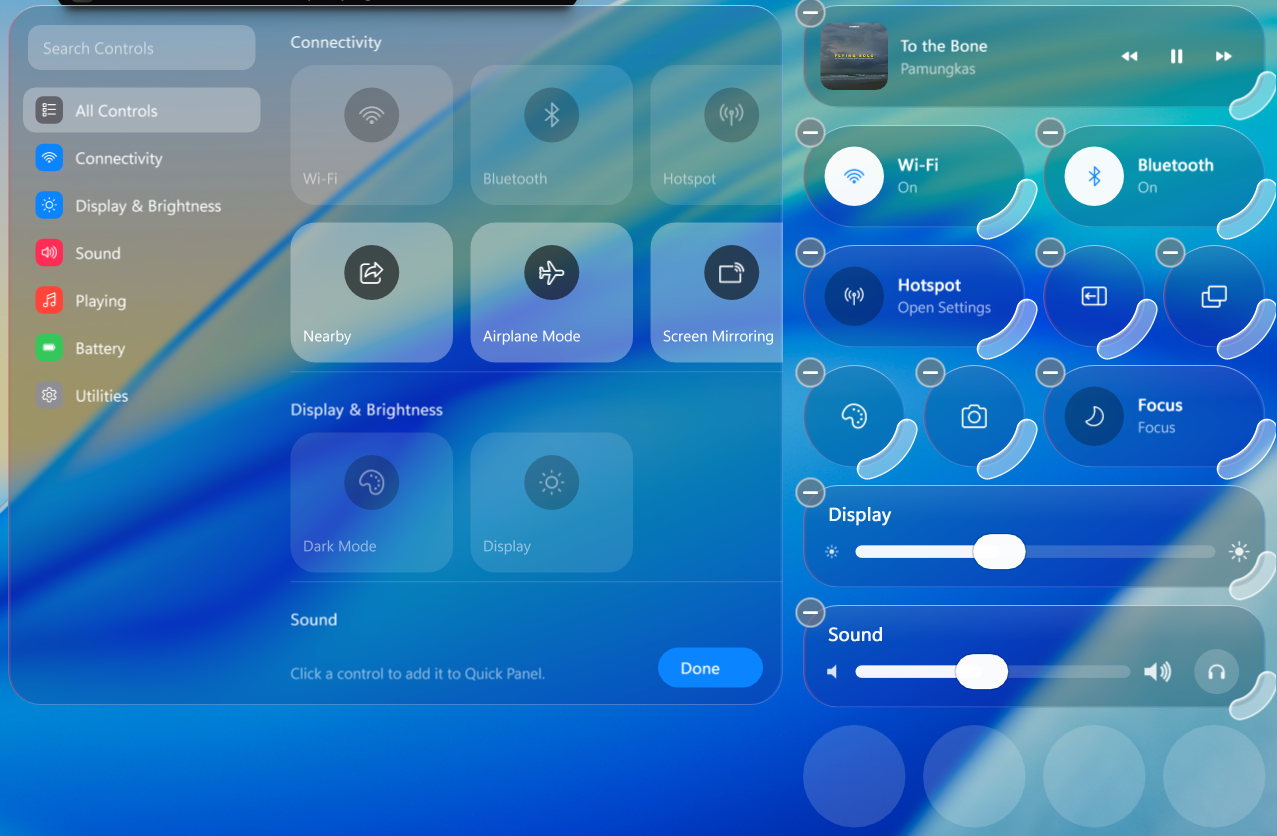 Search Controls
All Controls
Connectivity
Display & Brightness
Sound
Playing
Battery
Utilities
Connectivity
Wi-Fi
Bluetooth
Hotspot
Nearby
Airplane Mode
Screen Mirroring
Display & Brightness
Dark Mode
Display
Sound
Click a control to add it to Quick Panel.
Done
FLYING SOLO
To the Bone
Pamungkas
Wi-Fi
On
Bluetooth
On
Hotspot
Open Settings
Focus
Focus
Display
Sound